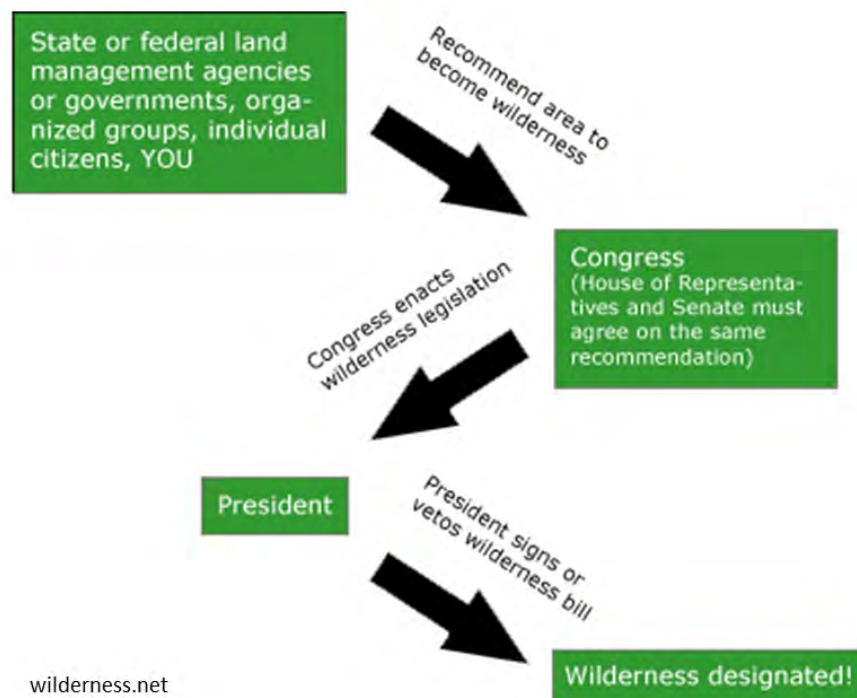 State or federal land
management agencies
or governments, orga-
nized groups, individual
citizens, YOU
Recommend area to
become wilderness
Congress
(House of Representa-
tives and Senate must
agree on the same
recommendation)
Congress enacts
wilderness legislation
President
President signs or
vetos wilderness bill
Wilderness designated!
wilderness.net